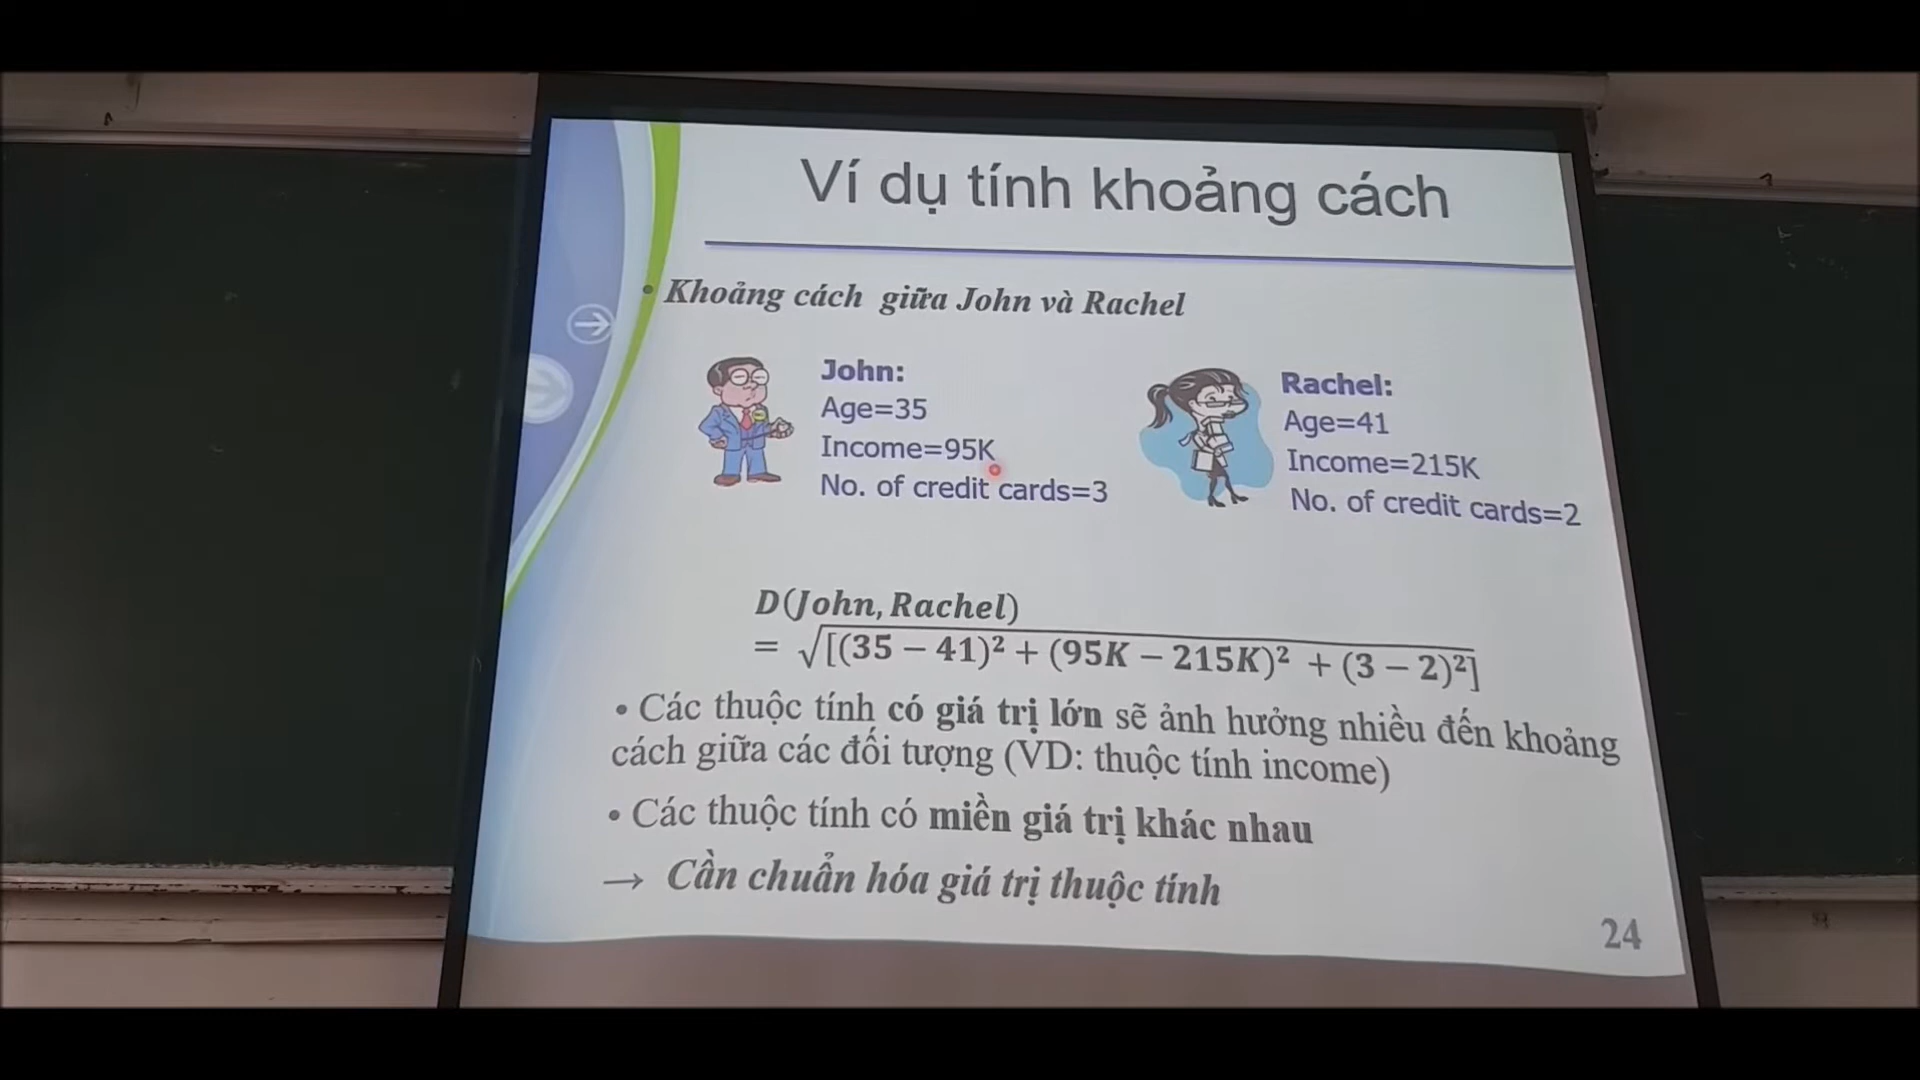 Ví dụ tính khoảng cách
• Khoảng cách giữa John và Rachel
John:
Age=35
Income=95K
No. of credit cards=3
Rachel:
Age=41
Income=215K
No. of credit cards=2
D(John, Rachel)
= √[(35 − 41)² + (95K − 215K)² + (3 − 2)²]
• Các thuộc tính có giá trị lớn sẽ ảnh hưởng nhiều đến khoảng
cách giữa các đối tượng (VD: thuộc tính income)
• Các thuộc tính có miền giá trị khác nhau
→ Cần chuẩn hóa giá trị thuộc tính
24